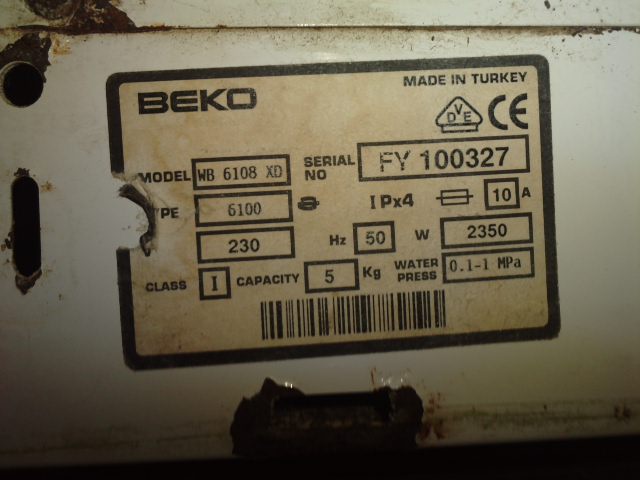 BEKO
MADE IN TURKEY
VDE CE
MODEL WB 6108 XD SERIAL NO FY 100327
6100 IPx4 10 A
230 Hz 50 W 2350
CLASS I CAPACITY 5 Kg WATER PRESS 0.1-1 MPa